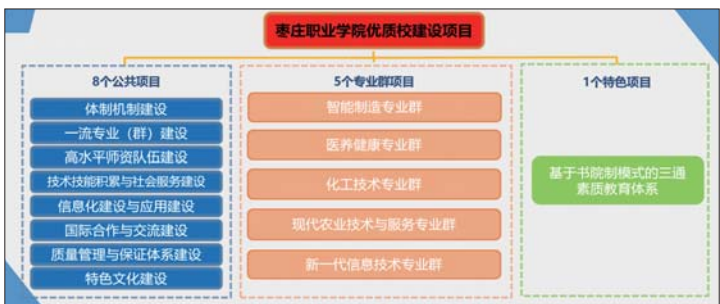 枣庄职业学院优质校建设项目
8个公共项目
体制机制建设
一流专业（群）建设
高水平师资队伍建设
技术技能积累与社会服务建设
信息化建设与应用建设
国际合作与交流建设
质量管理与保证体系建设
特色文化建设
5个专业群项目
智能制造专业群
医养健康专业群
化工技术专业群
现代农业技术与服务专业群
新一代信息技术专业群
1个特色项目
基于书院制模式的三通
素质教育体系